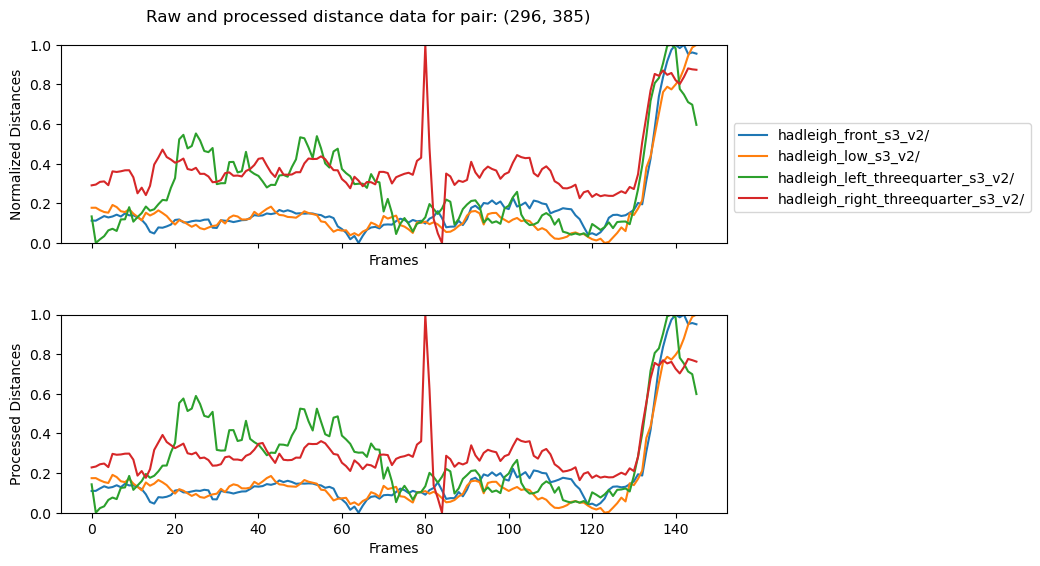 Raw and processed distance data for pair: (296, 385)
1.0
0.8
0.6
0.4
0.2
0.0
Normalized Distances
Frames
hadleigh_front_s3_v2/
hadleigh_low_s3_v2/
hadleigh_left_threequarter_s3_v2/
hadleigh_right_threequarter_s3_v2/
1.0
0.8
0.6
0.4
0.2
0.0
Processed Distances
0 20 40 60 80 100 120 140
Frames